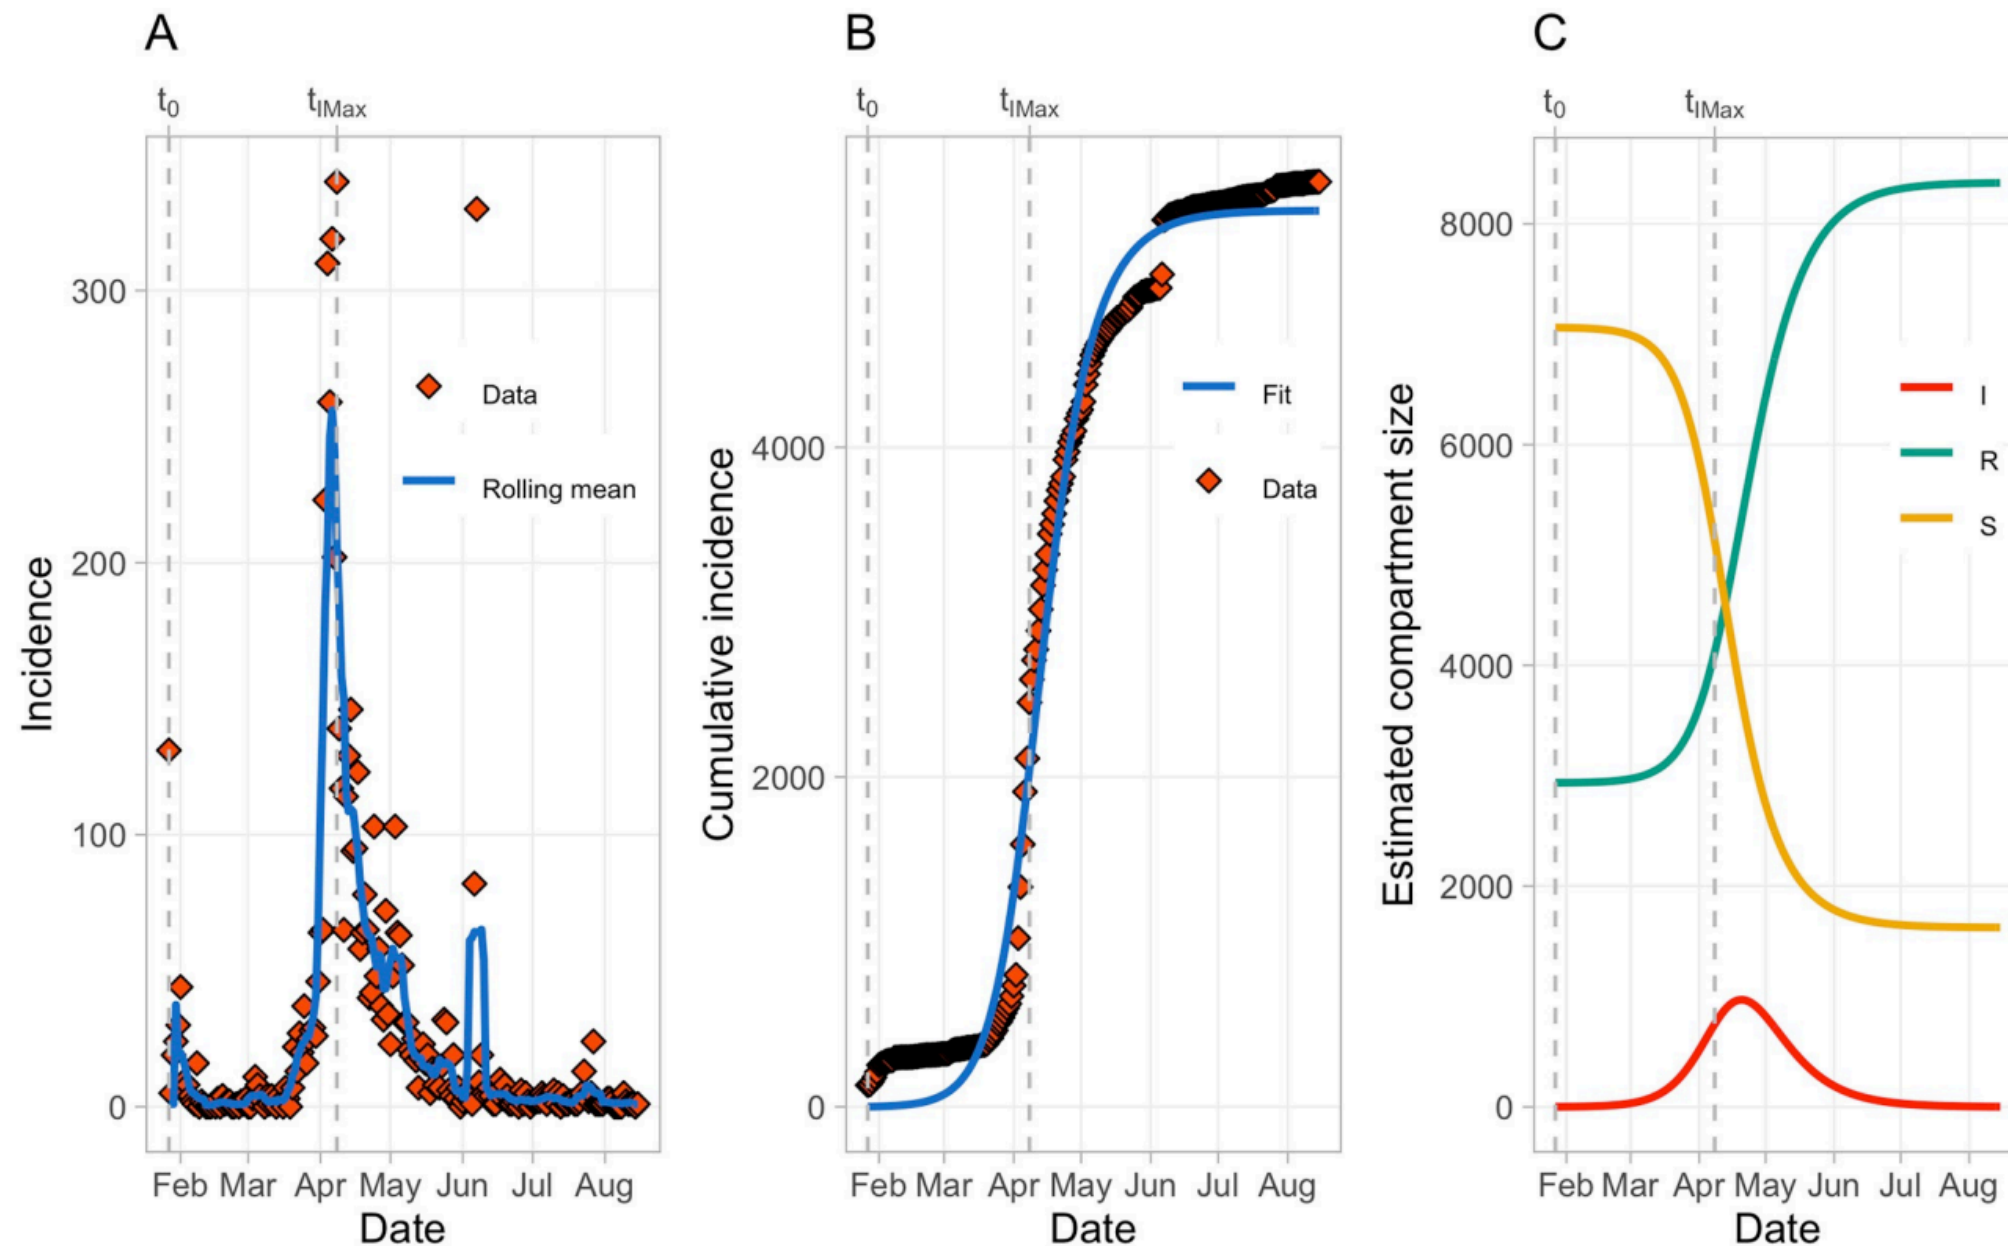 A
t0
tIMax
Incidence
300
200
100
0
Data
Rolling mean
Feb Mar Apr May Jun Jul Aug
Date
B
t0
tIMax
Cumulative incidence
4000
2000
0
Fit
Data
Feb Mar Apr May Jun Jul Aug
Date
C
t0
tIMax
Estimated compartment size
8000
6000
4000
2000
0
I
R
S
Feb Mar Apr May Jun Jul Aug
Date